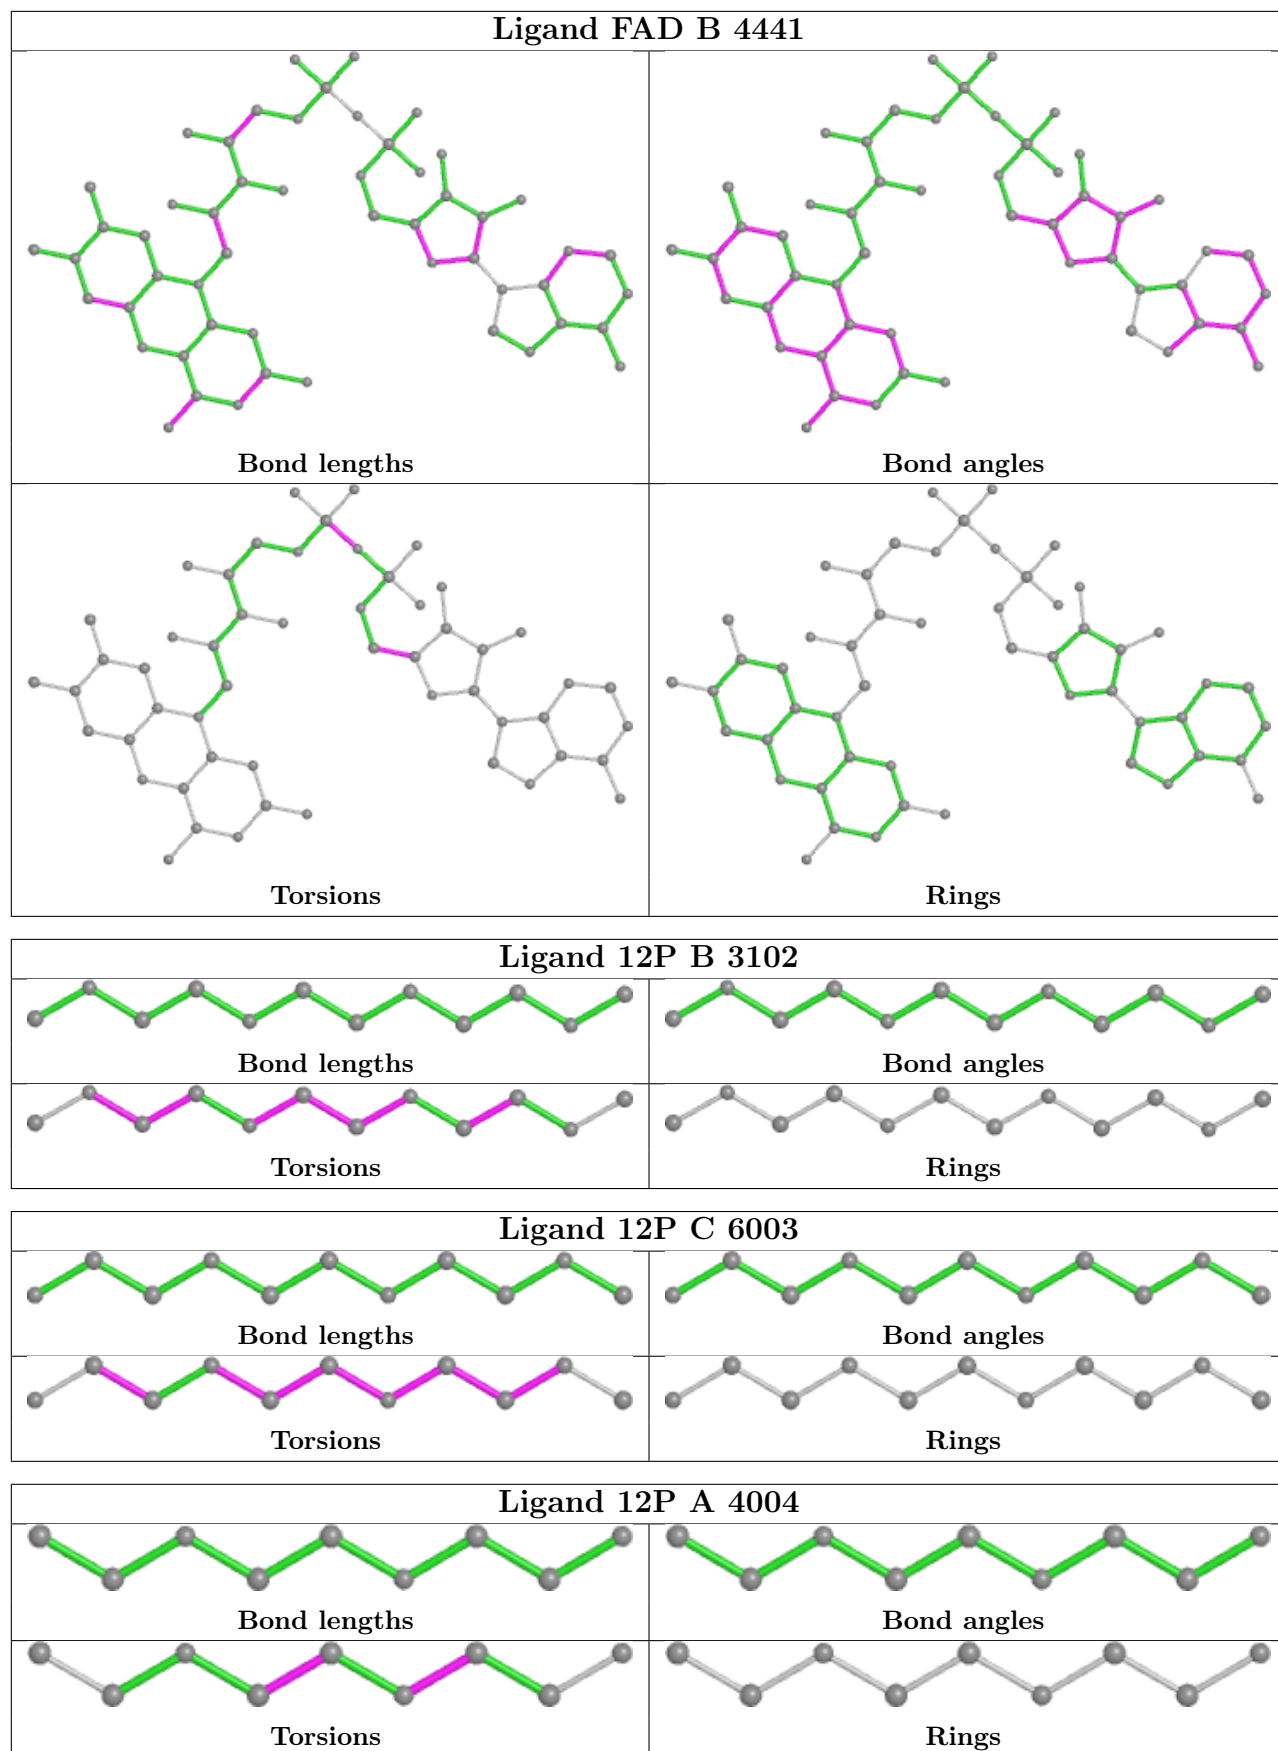 Ligand FAD B 4441
Bond lengths
Bond angles
Torsions
Rings
Ligand 12P B 3102
Bond lengths
Bond angles
Torsions
Rings
Ligand 12P C 6003
Bond lengths
Bond angles
Torsions
Rings
Ligand 12P A 4004
Bond lengths
Bond angles
Torsions
Rings